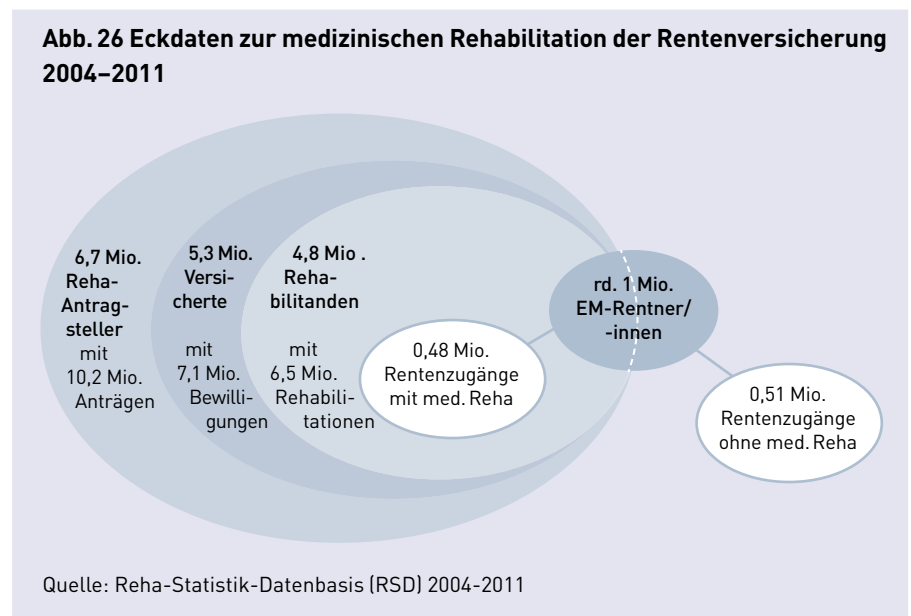 Abb. 26 Eckdaten zur medizinischen Rehabilitation der Rentenversicherung
2004–2011
6,7 Mio.
Reha-
Antrag-
steller
mit
10,2 Mio.
Anträgen
5,3 Mio.
Versi-
cherte
mit
7,1 Mio.
Bewilli-
gungen
4,8 Mio .
Reha-
bilitanden
mit
6,5 Mio.
Rehabili-
tationen
0,48 Mio.
Rentenzugänge
mit med. Reha
rd. 1 Mio.
EM-Rentner/
-innen
0,51 Mio.
Rentenzugänge
ohne med. Reha
Quelle: Reha-Statistik-Datenbasis (RSD) 2004-2011